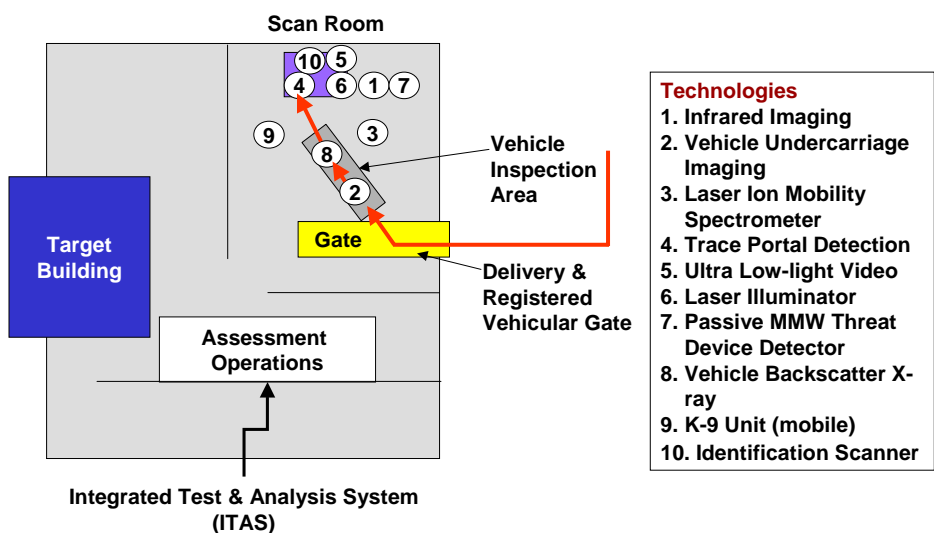 Scan Room
10
5
4
6
1
7
9
3
8
2
Vehicle
Inspection
Area
Gate
Target
Building
Delivery &
Registered
Vehicular Gate
Assessment
Operations
Integrated Test & Analysis System
(ITAS)
Technologies
1. Infrared Imaging
2. Vehicle Undercarriage
Imaging
3. Laser Ion Mobility
Spectrometer
4. Trace Portal Detection
5. Ultra Low-light Video
6. Laser Illuminator
7. Passive MMW Threat
Device Detector
8. Vehicle Backscatter X-
ray
9. K-9 Unit (mobile)
10. Identification Scanner